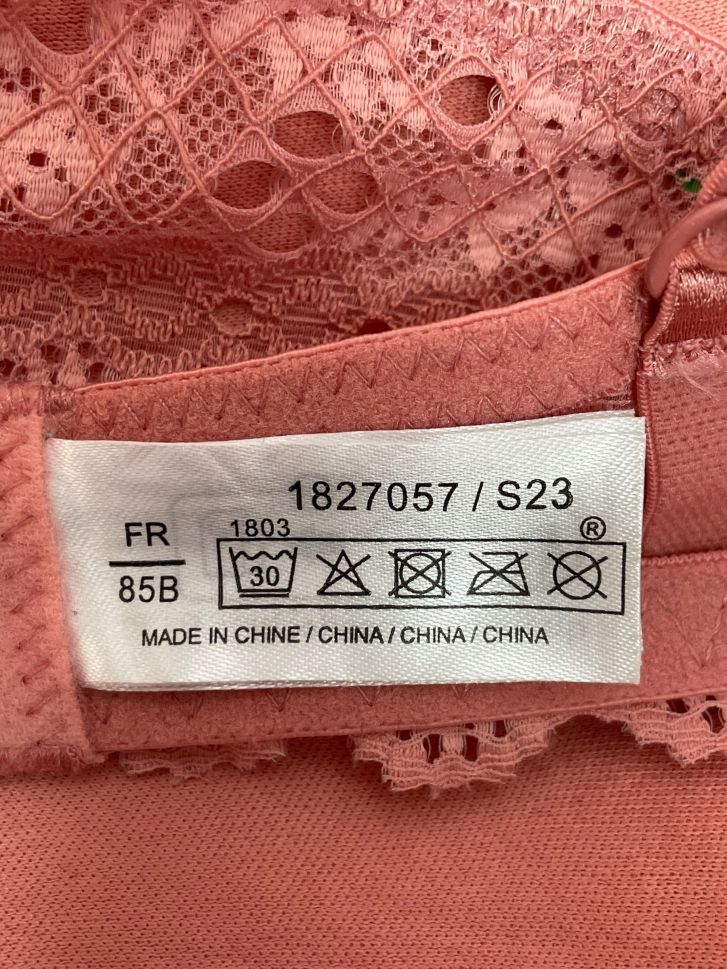 1827057 / S23
FR
85B
1803
®
30
MADE IN CHINE / CHINA / CHINA / CHINA